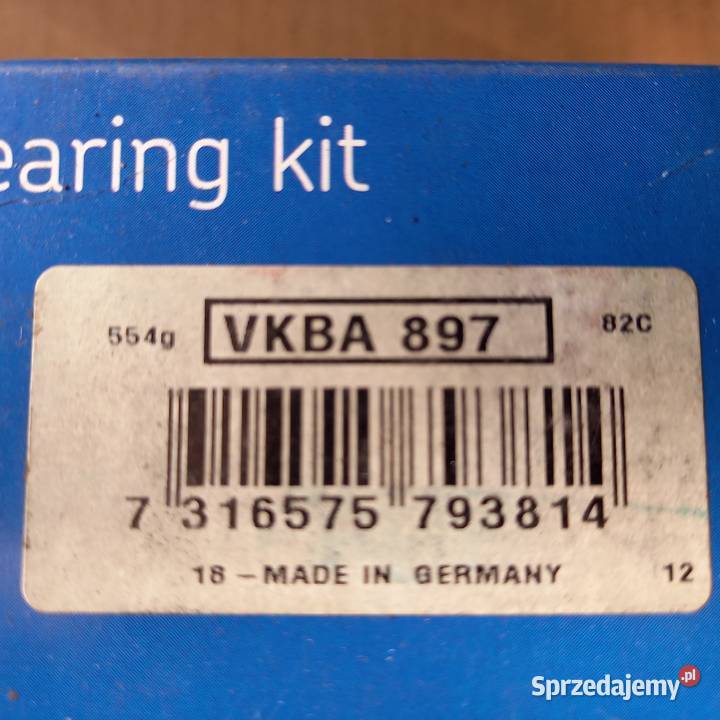 earing kit
554g VKBA 897 82C
7 316575 793814
18 – MADE IN GERMANY 12
Sprzedajemy.pl